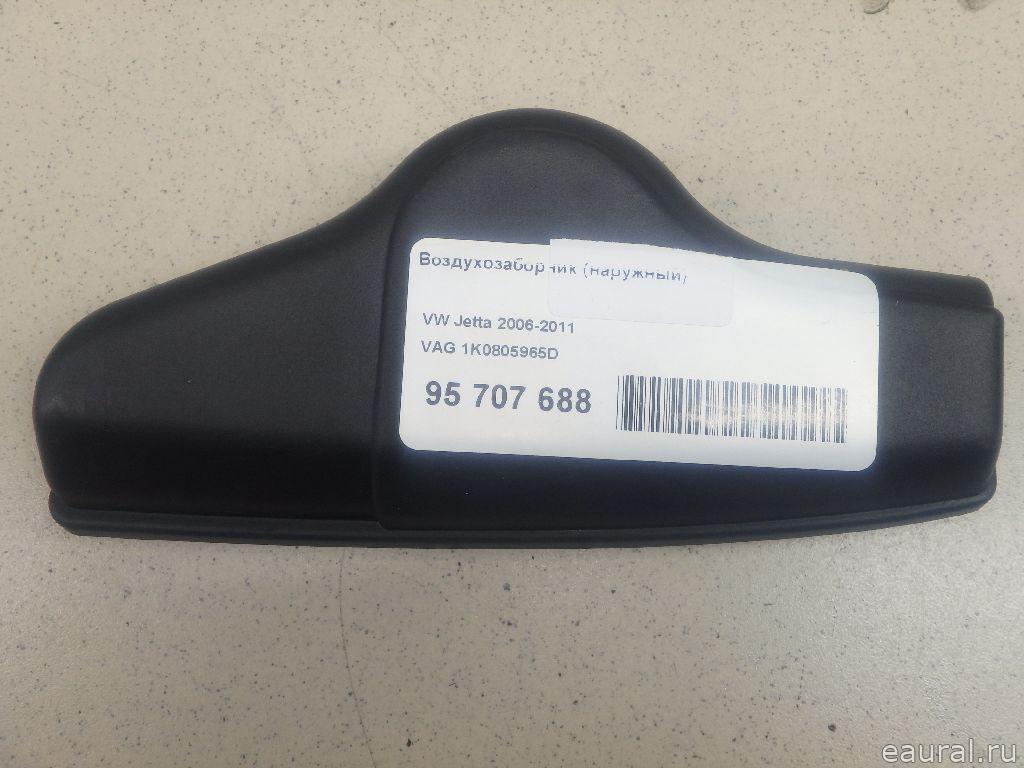 Воздухозаборник (наружный)
VW Jetta 2006-2011
VAG 1K0805965D
95 707 688
eaural.ru